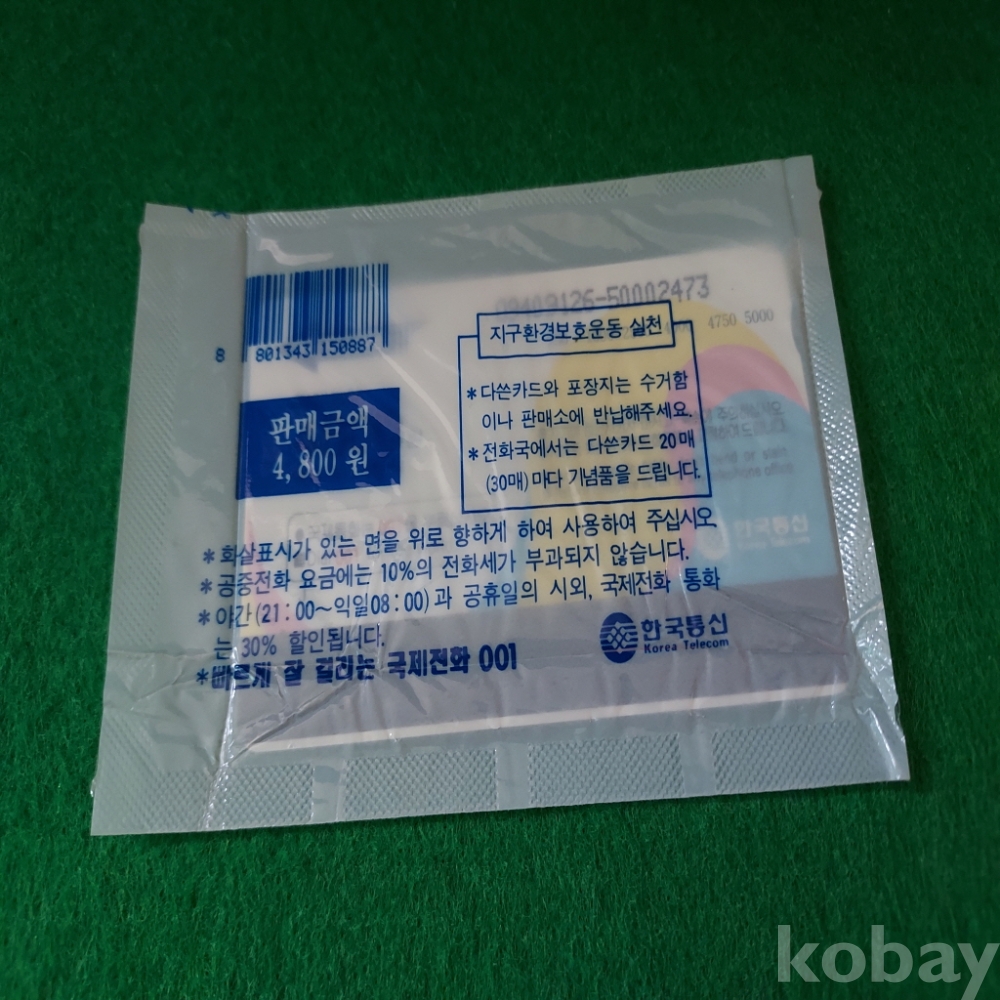 09409126-50002473
4750 5000
8 801343 150887
지구환경보호운동 실천
*다쓴카드와 포장지는 수거함
이나 판매소에 반납해주세요.
*전화국에서는 다쓴카드 20매
(30매)마다 기념품을 드립니다.
판매금액
4,800 원
*화살표시가 있는 면을 위로 향하게 하여 사용하여 주십시오.
*공중전화 요금에는 10%의 전화세가 부과되지 않습니다.
*야간(21:00~익일08:00)과 공휴일의 시외, 국제전화 통화
는 30% 할인됩니다.
*빠르게 잘 걸리는 국제전화 001
한국통신
Korea Telecom
한국통신
kobay